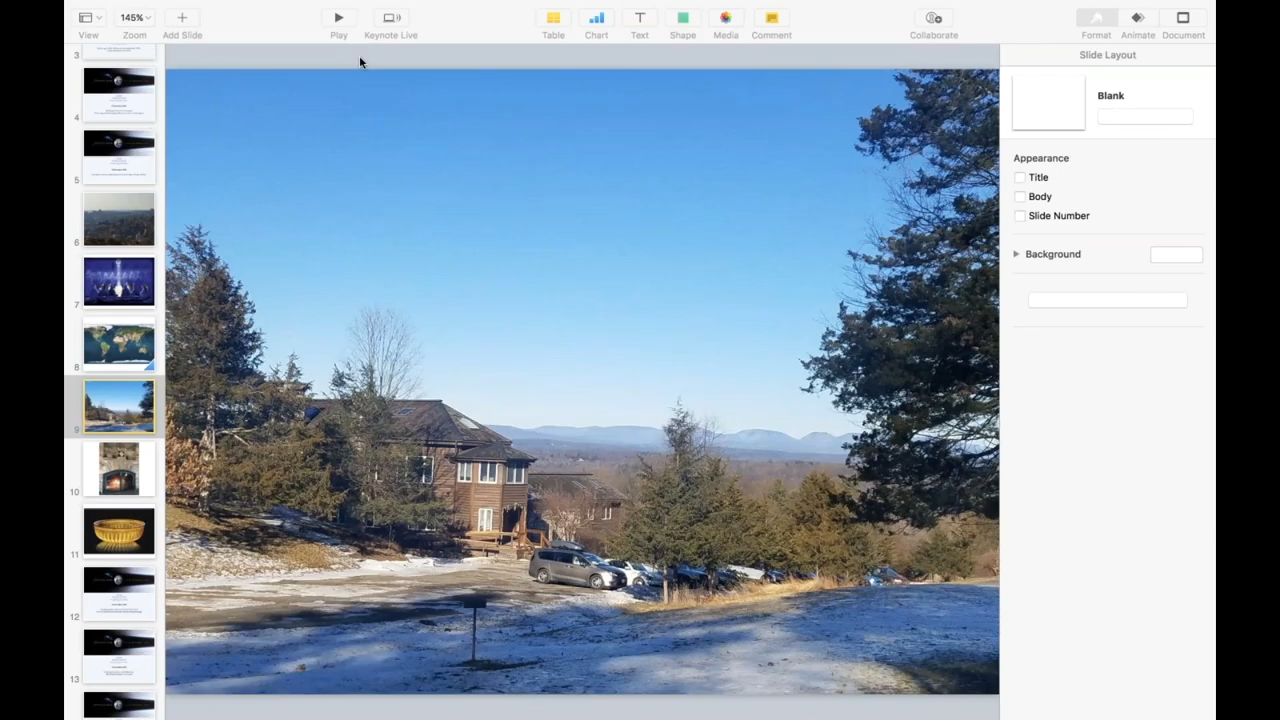 145%
View
Zoom
Add Slide
Play
Keynote Live
Table
Chart
Text
Shape
Media
Comment
Collaborate
Format
Animate
Document
Slide Layout
Blank
Appearance
Title
Body
Slide Number
Background
3
4
5
6
7
8
9
10
11
12
13